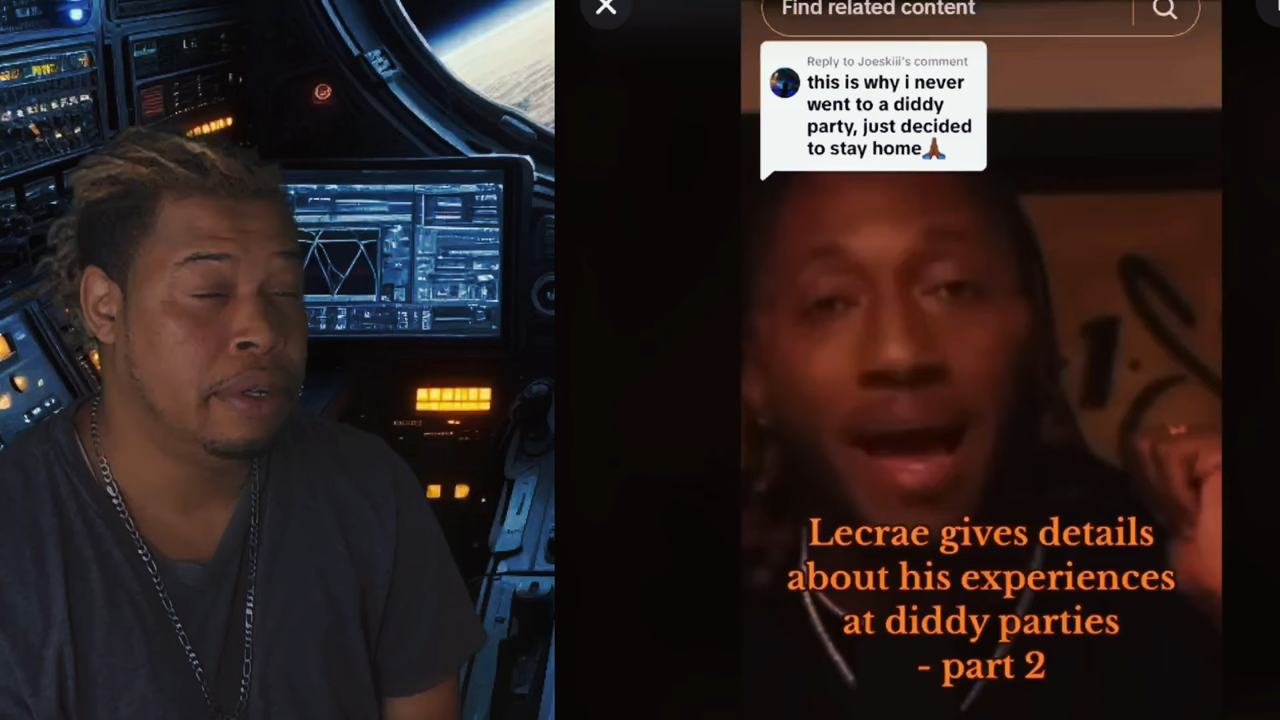 Find related content
Reply to Joeskiii's comment
this is why i never
went to a diddy
party, just decided
to stay home🙏🏾
Lecrae gives details
about his experiences
at diddy parties
- part 2